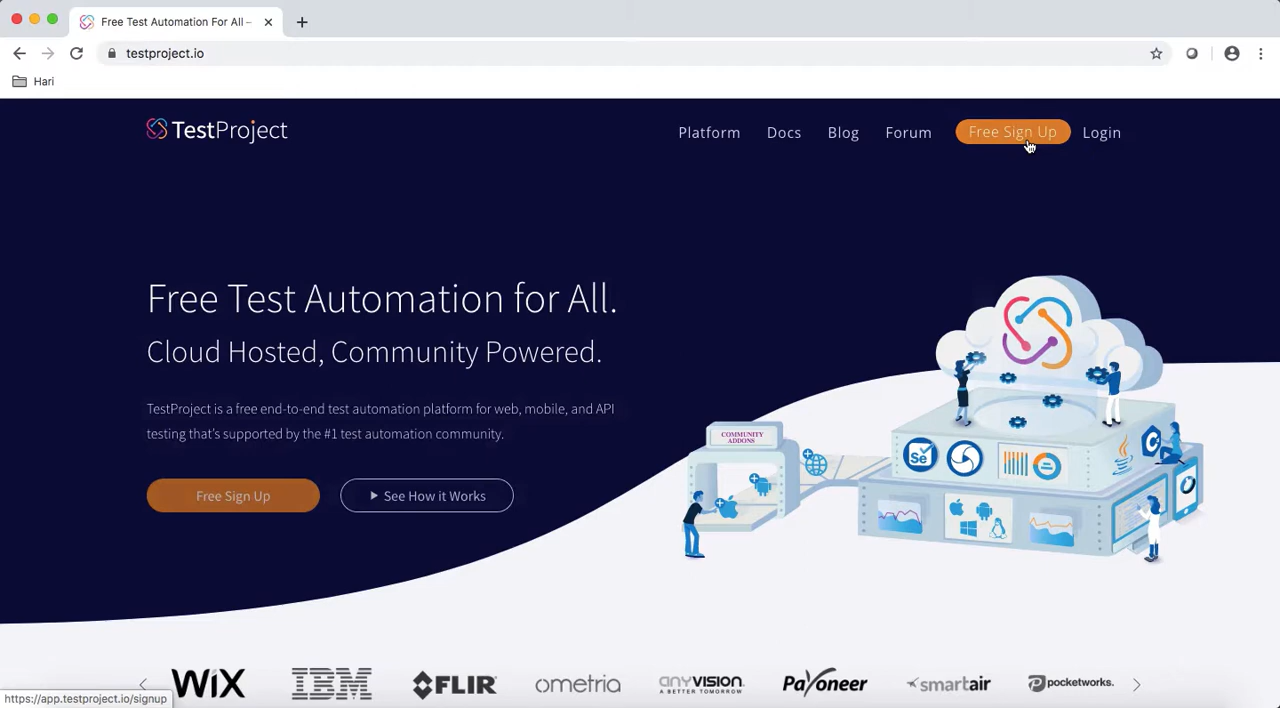 Free Test Automation For All –
testproject.io
Hari
TestProject
Platform
Docs
Blog
Forum
Free Sign Up
Login
Free Test Automation for All.
Cloud Hosted, Community Powered.
TestProject is a free end-to-end test automation platform for web, mobile, and API
testing that's supported by the #1 test automation community.
Free Sign Up
See How it Works
COMMUNITY
ADDONS
Se
C
WiX
IBM
FLIR
ometria
ANYVISION
A BETTER TOMORROW
Payoneer
smartair
pocketworks.
https://app.testproject.io/signup